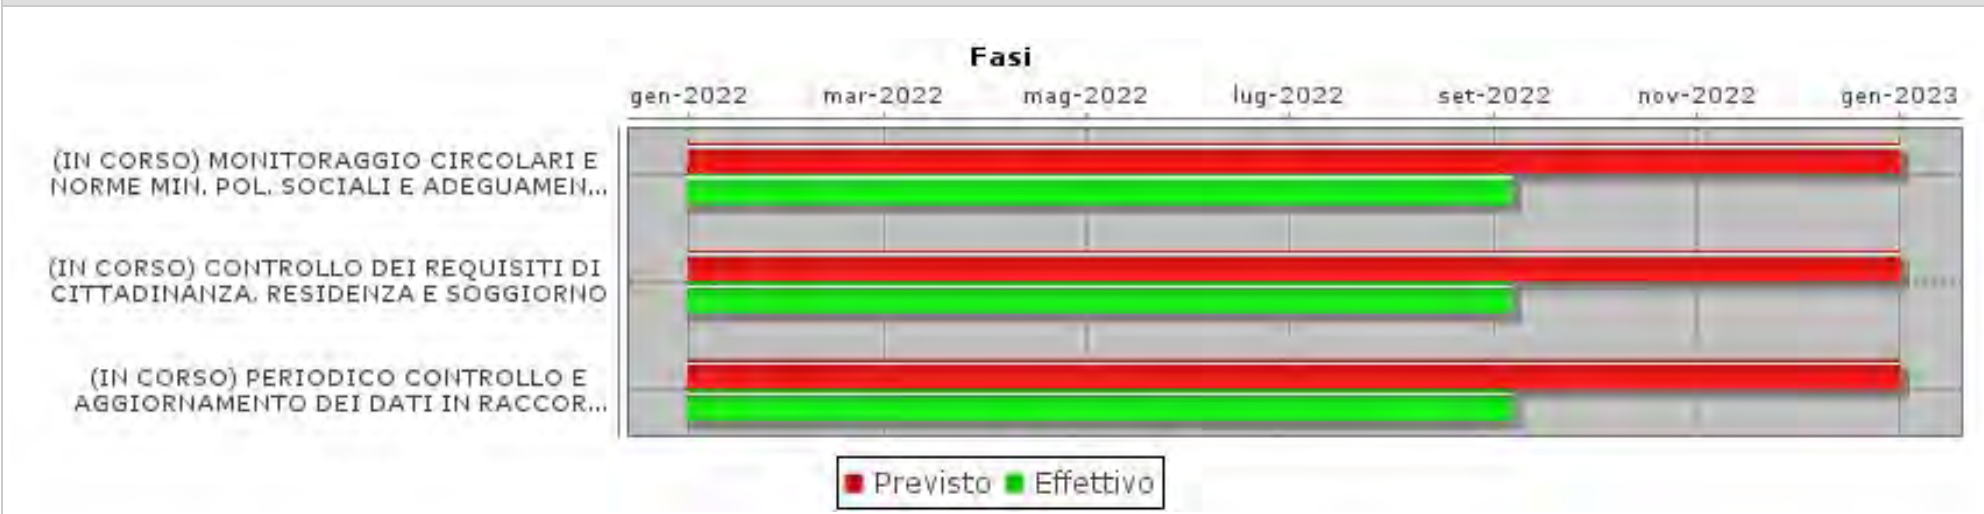 Fasi
gen-2022 mar-2022 mag-2022 lug-2022 set-2022 nov-2022 gen-2023
(IN CORSO) MONITORAGGIO CIRCOLARI E
NORME MIN. POL. SOCIALI E ADEGUAMEN...
(IN CORSO) CONTROLLO DEI REQUISITI DI
CITTADINANZA. RESIDENZA E SOGGIORNO
(IN CORSO) PERIODICO CONTROLLO E
AGGIORNAMENTO DEI DATI IN RACCOR...
Previsto Effettivo